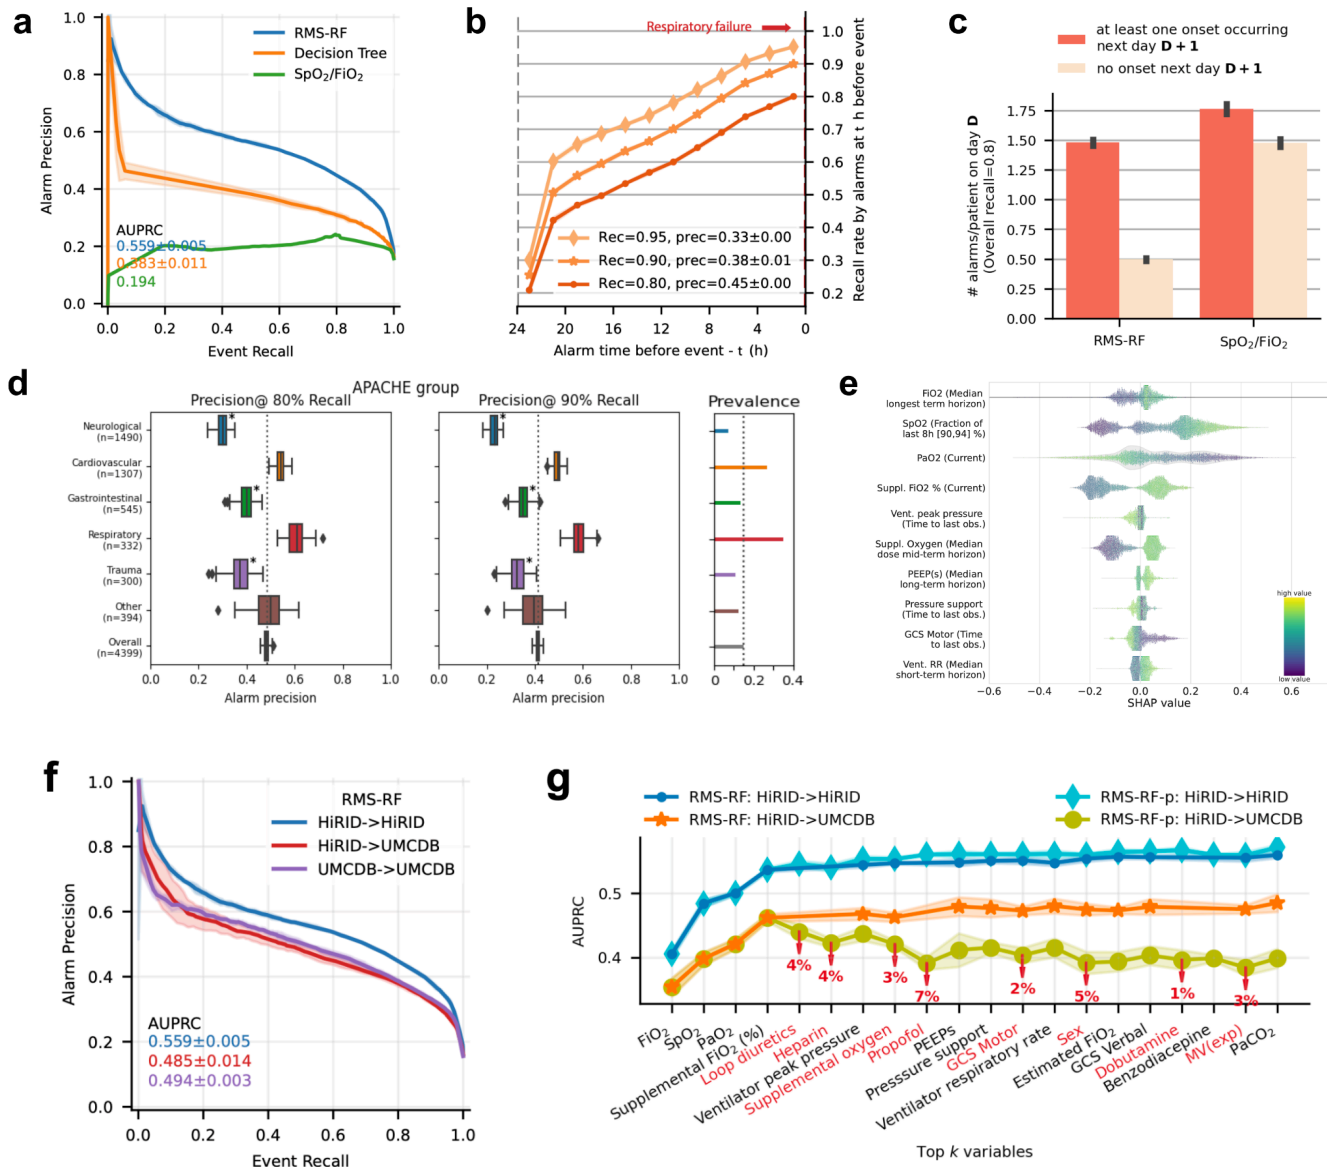 a
1.0
0.8
0.6
0.4
0.2
0.0
Alarm Precision
RMS-RF
Decision Tree
SpO₂/FiO₂
AUPRC
0.559±0.005
0.383±0.011
0.194
0.0 0.2 0.4 0.6 0.8 1.0
Event Recall
b
Respiratory failure
1.0
0.9
0.8
0.7
0.6
0.5
0.4
0.3
0.2
Recall rate by alarms at t h before event
Rec=0.95, prec=0.33±0.00
Rec=0.90, prec=0.38±0.01
Rec=0.80, prec=0.45±0.00
24 20 16 12 8 4 0
Alarm time before event - t (h)
c
at least one onset occurring
next day D + 1
no onset next day D + 1
# alarms/patient on day D
(Overall recall=0.8)
1.75
1.50
1.25
1.00
0.75
0.50
0.25
0.00
RMS-RF SpO₂/FiO₂
d
APACHE group
Precision@ 80% Recall
Precision@ 90% Recall
Prevalence
Neurological
(n=1490)
Cardiovascular
(n=1307)
Gastrointestinal
(n=545)
Respiratory
(n=332)
Trauma
(n=300)
Other
(n=394)
Overall
(n=4399)
* * *
* * *
0.0 0.2 0.4 0.6 0.8 1.0
Alarm precision
0.0 0.2 0.4 0.6 0.8 1.0
Alarm precision
0 0.2 0.4
e
FiO2 (Median
longest term horizon)
SpO2 (Fraction of
last 8h [90,94] %)
PaO2 (Current)
Suppl. FiO2 % (Current)
Vent. peak pressure
(Time to last obs.)
Suppl. Oxygen (Median
dose mid-term horizon)
PEEP(s) (Median
long-term horizon)
Pressure support
(Time to last obs.)
GCS Motor (Time
to last obs.)
Vent. RR (Median
short-term horizon)
high value
low value
−0.6 −0.4 −0.2 0.0 0.2 0.4 0.6
SHAP value
f
1.0
0.8
0.6
0.4
0.2
0.0
Alarm Precision
RMS-RF
HiRID->HiRID
HiRID->UMCDB
UMCDB->UMCDB
AUPRC
0.559±0.005
0.485±0.014
0.494±0.003
0.0 0.2 0.4 0.6 0.8 1.0
Event Recall
g
RMS-RF: HiRID->HiRID
RMS-RF: HiRID->UMCDB
RMS-RF-p: HiRID->HiRID
RMS-RF-p: HiRID->UMCDB
AUPRC
0.5
0.4
4% 4% 3% 7% 2% 5% 1% 3%
FiO₂
SpO₂
PaO₂
Supplemental FiO₂ (%)
Loop diuretics
Heparin
Ventilator peak pressure
Supplemental oxygen
Propofol
PEEPs
Presssure support
GCS Motor
Ventilator respiratory rate
Sex
Estimated FiO₂
GCS Verbal
Dobutamine
Benzodiacepine
MV(exp)
PaCO₂
Top k variables